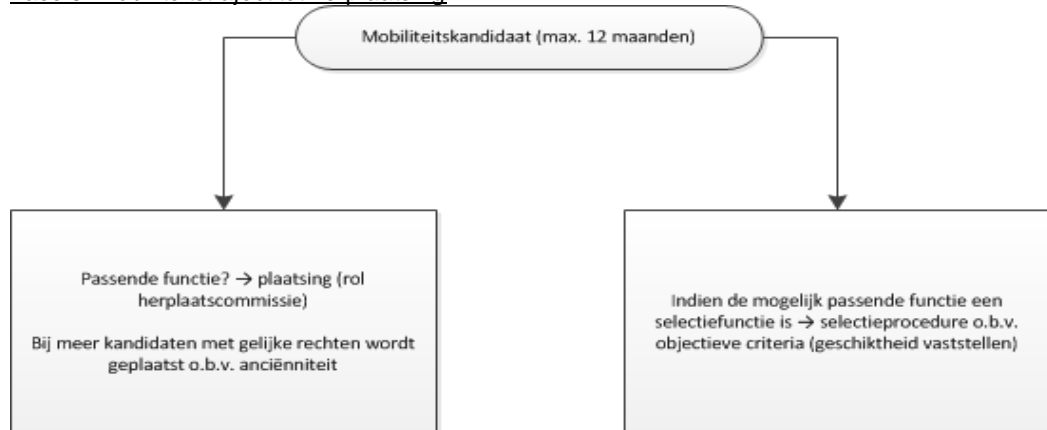 Mobiliteitskandidaat (max. 12 maanden)
Passende functie? → plaatsing (rol
herplaatscommissie)
Bij meer kandidaten met gelijke rechten wordt
geplaatst o.b.v. anciënniteit
Indien de mogelijk passende functie een
selectiefunctie is → selectieprocedure o.b.v.
objectieve criteria (geschiktheid vaststellen)